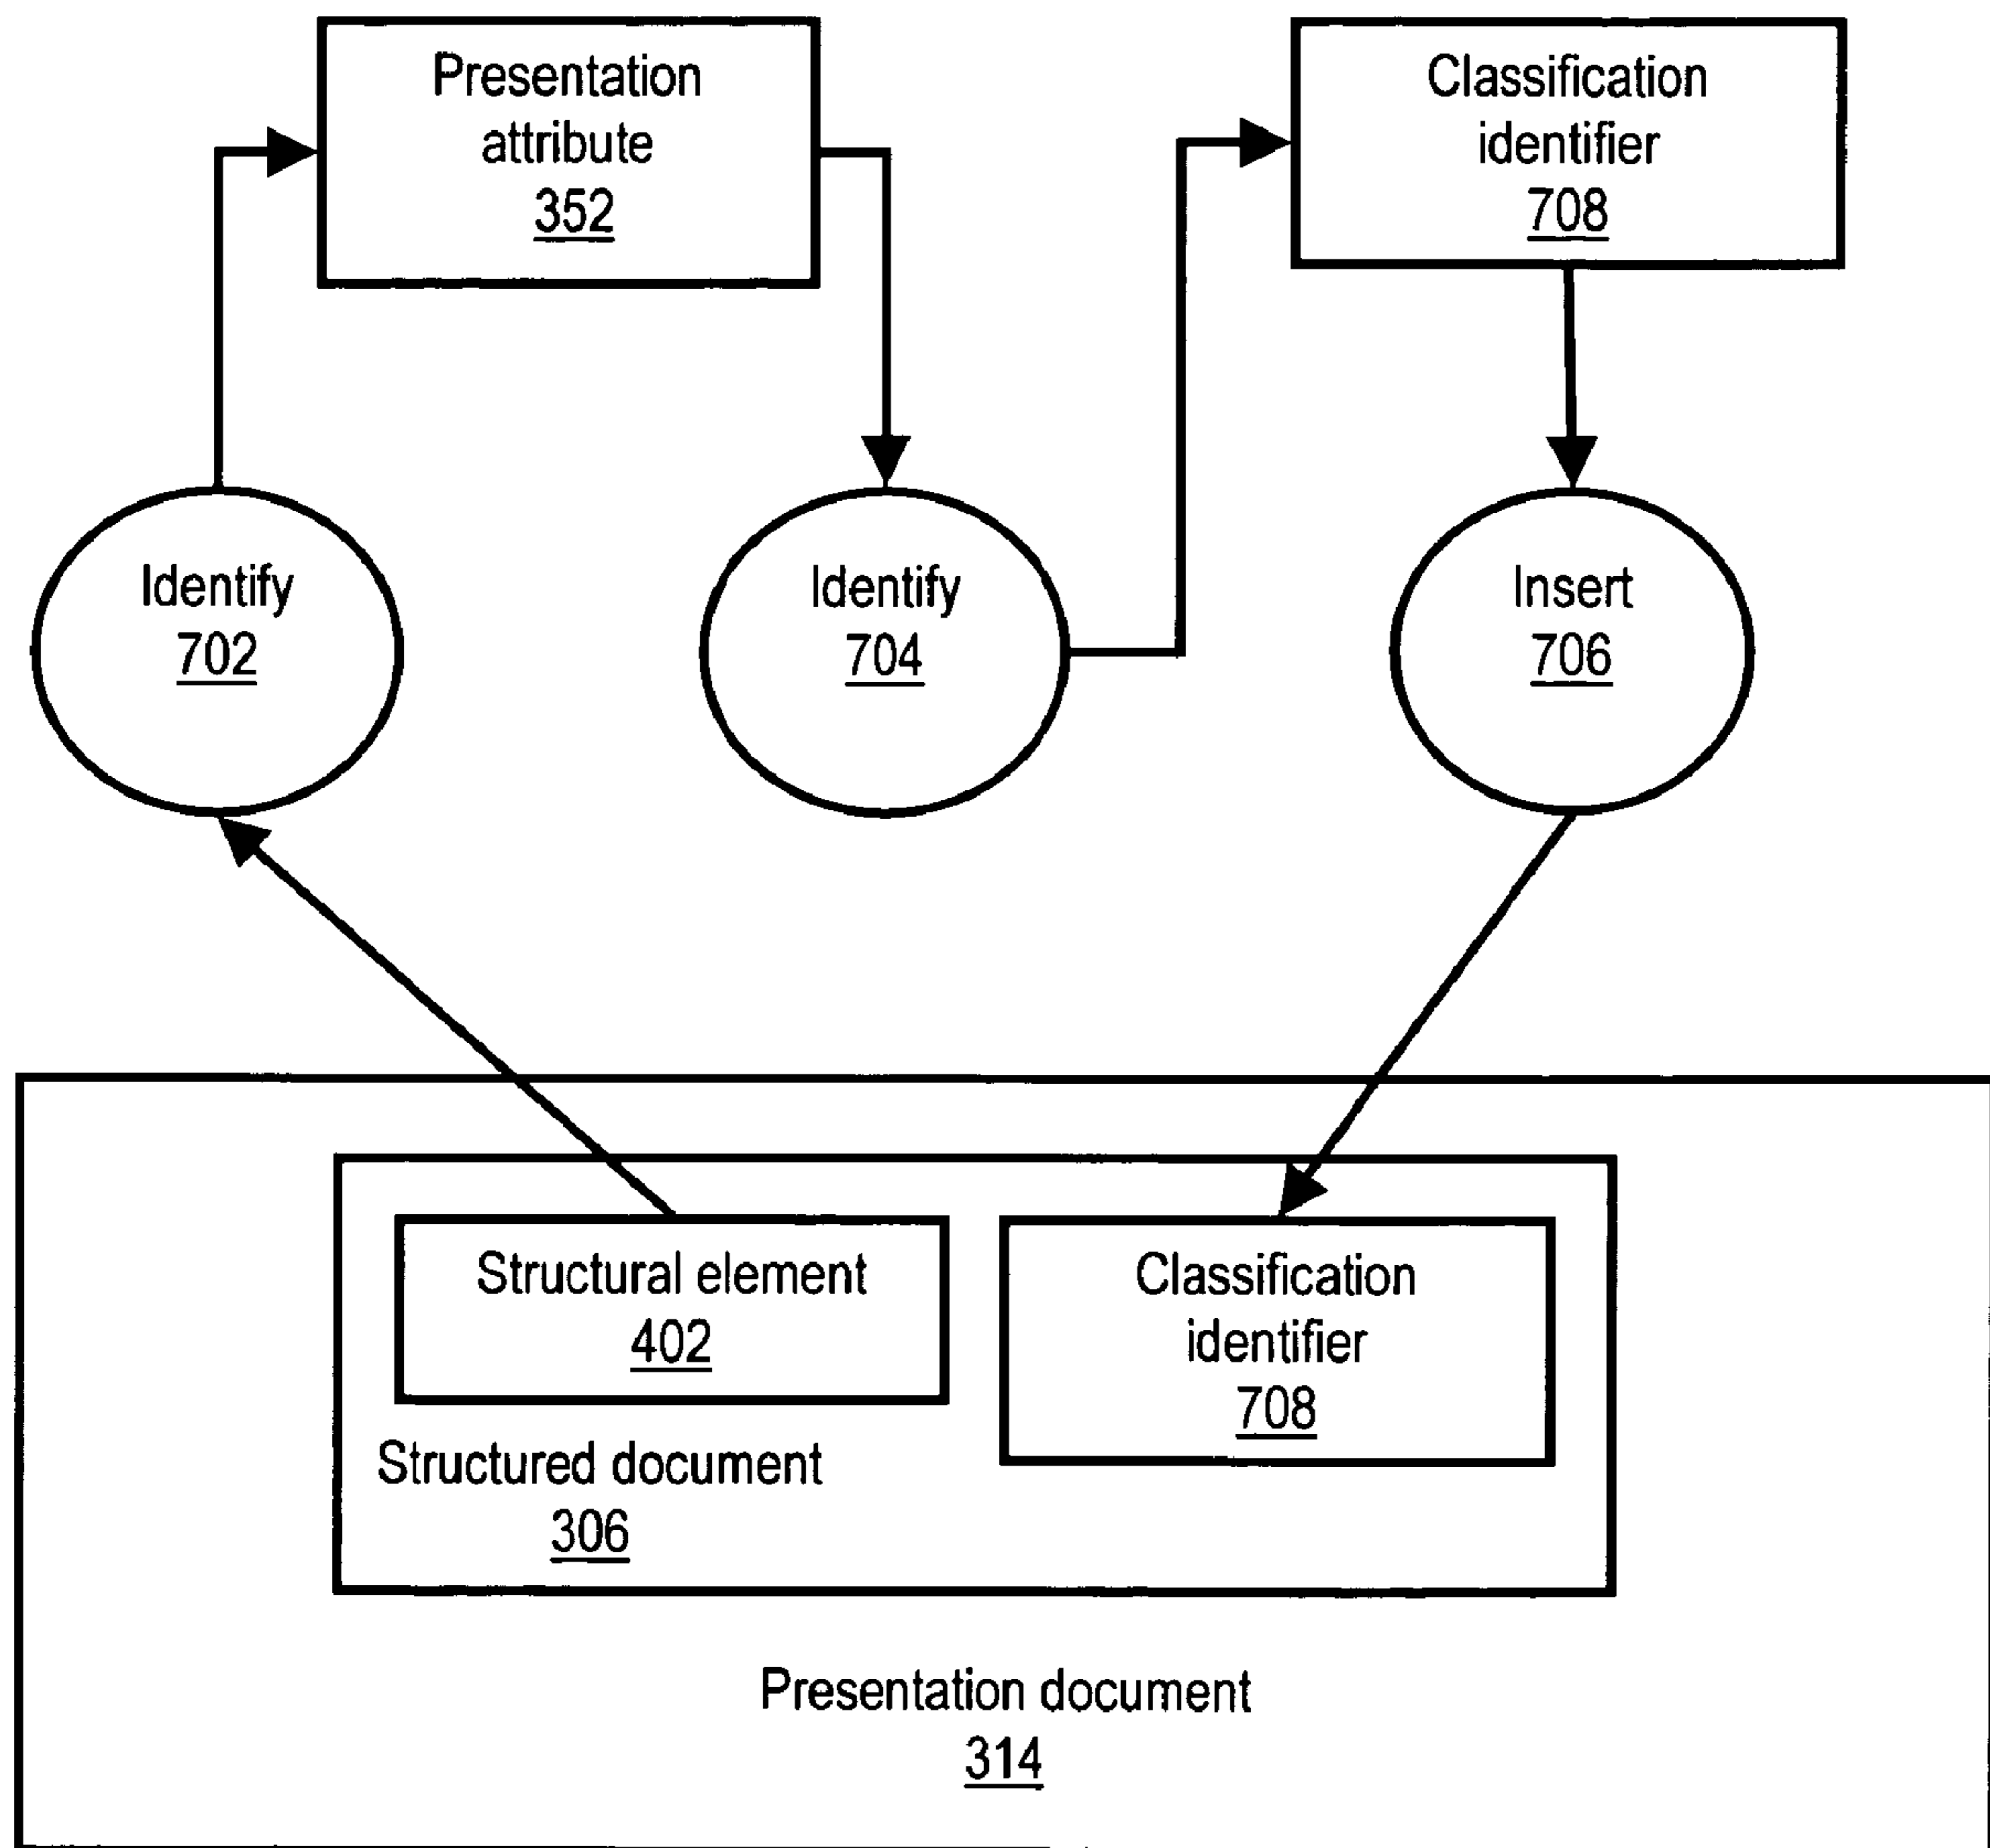 Presentation
attribute
352
Classification
identifier
708
Identify
702
Identify
704
Insert
706
Structural element
402
Classification
identifier
708
Structured document
306
Presentation document
314